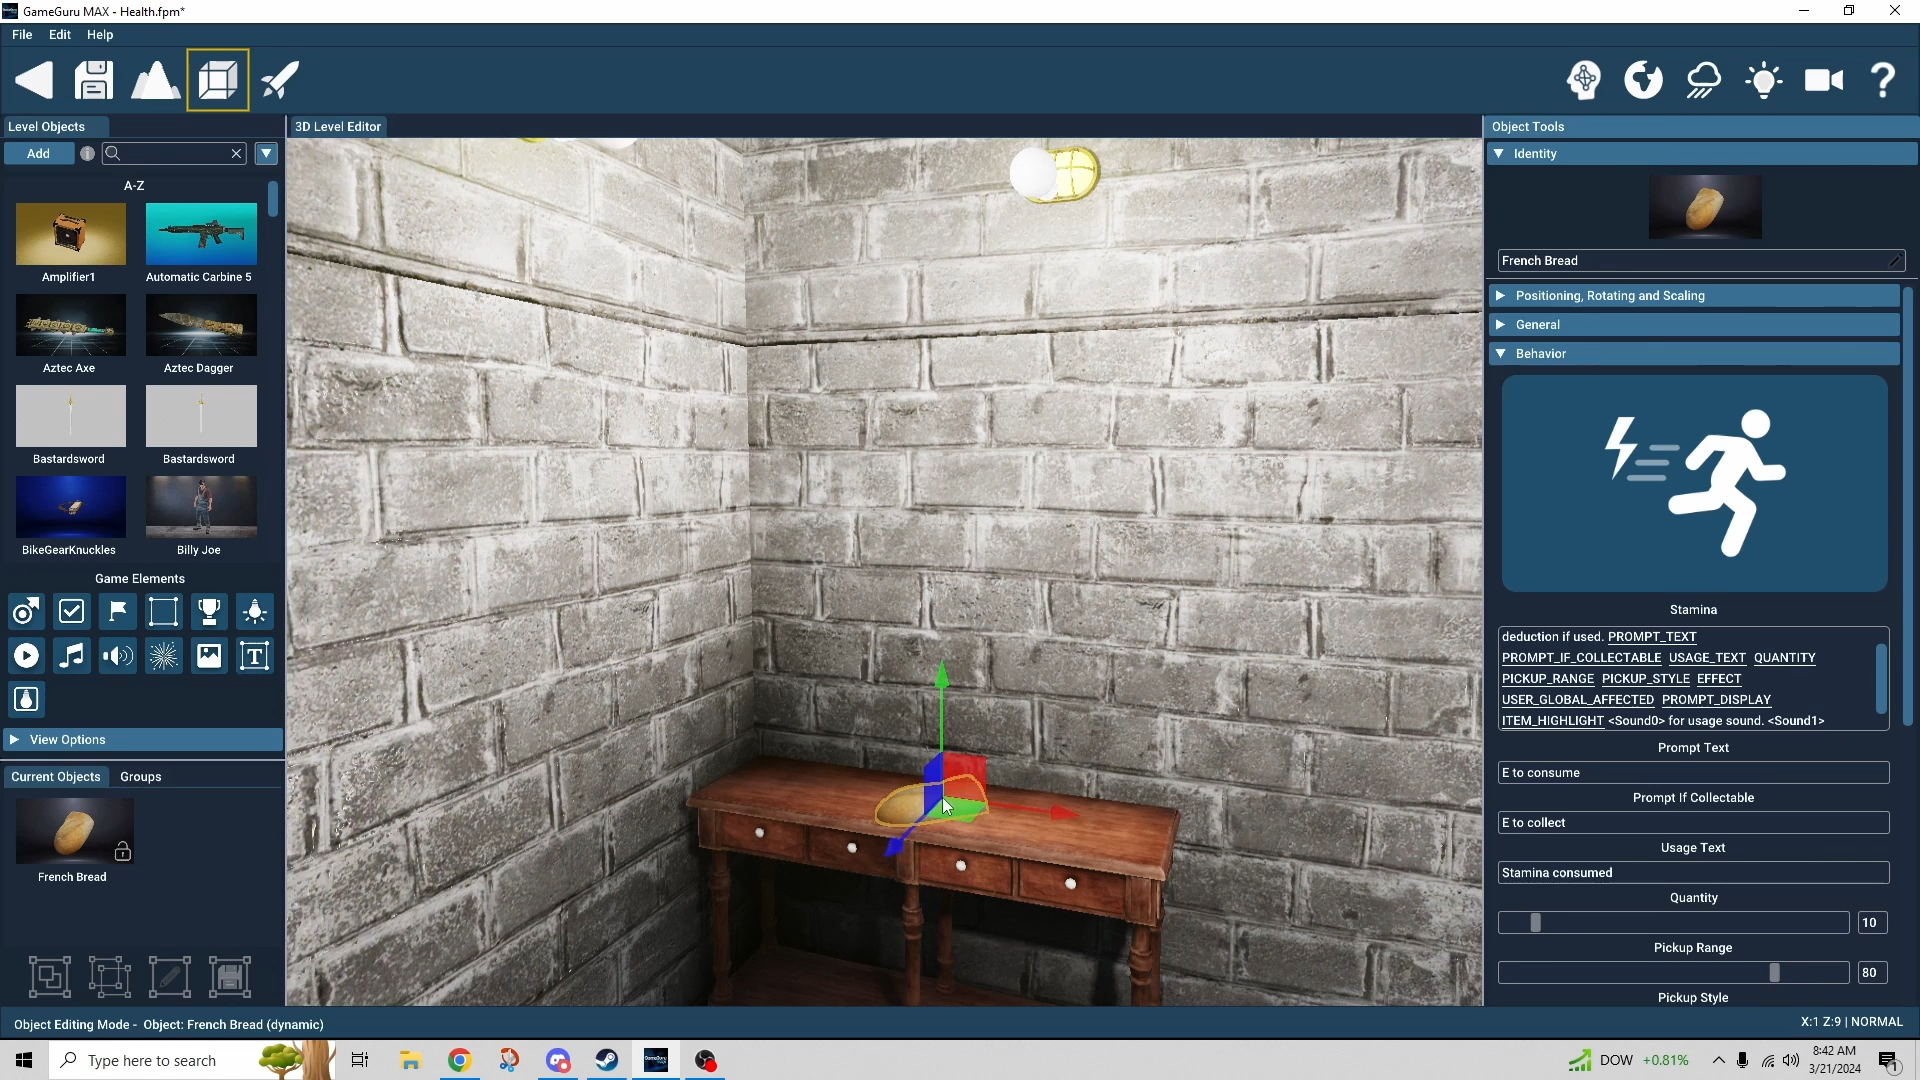 GameGuru MAX - Health.fpm*
File Edit Help
Level Objects
Add
A-Z
Amplifier1
Automatic Carbine 5
Aztec Axe
Aztec Dagger
Bastardsword
Bastardsword
BikeGearKnuckles
Billy Joe
Game Elements
View Options
Current Objects Groups
French Bread
3D Level Editor
Object Tools
Identity
French Bread
Positioning, Rotating and Scaling
General
Behavior
Stamina
deduction if used. PROMPT_TEXT
PROMPT_IF_COLLECTABLE USAGE_TEXT QUANTITY
PICKUP_RANGE PICKUP_STYLE EFFECT
USER_GLOBAL_AFFECTED PROMPT_DISPLAY
ITEM_HIGHLIGHT <Sound0> for usage sound. <Sound1>
Prompt Text
E to consume
Prompt If Collectable
E to collect
Usage Text
Stamina consumed
Quantity
10
Pickup Range
80
Pickup Style
Object Editing Mode - Object: French Bread (dynamic)
X:1 Z:9 | NORMAL
Type here to search
DOW +0.81%
8:42 AM
3/21/2024
1